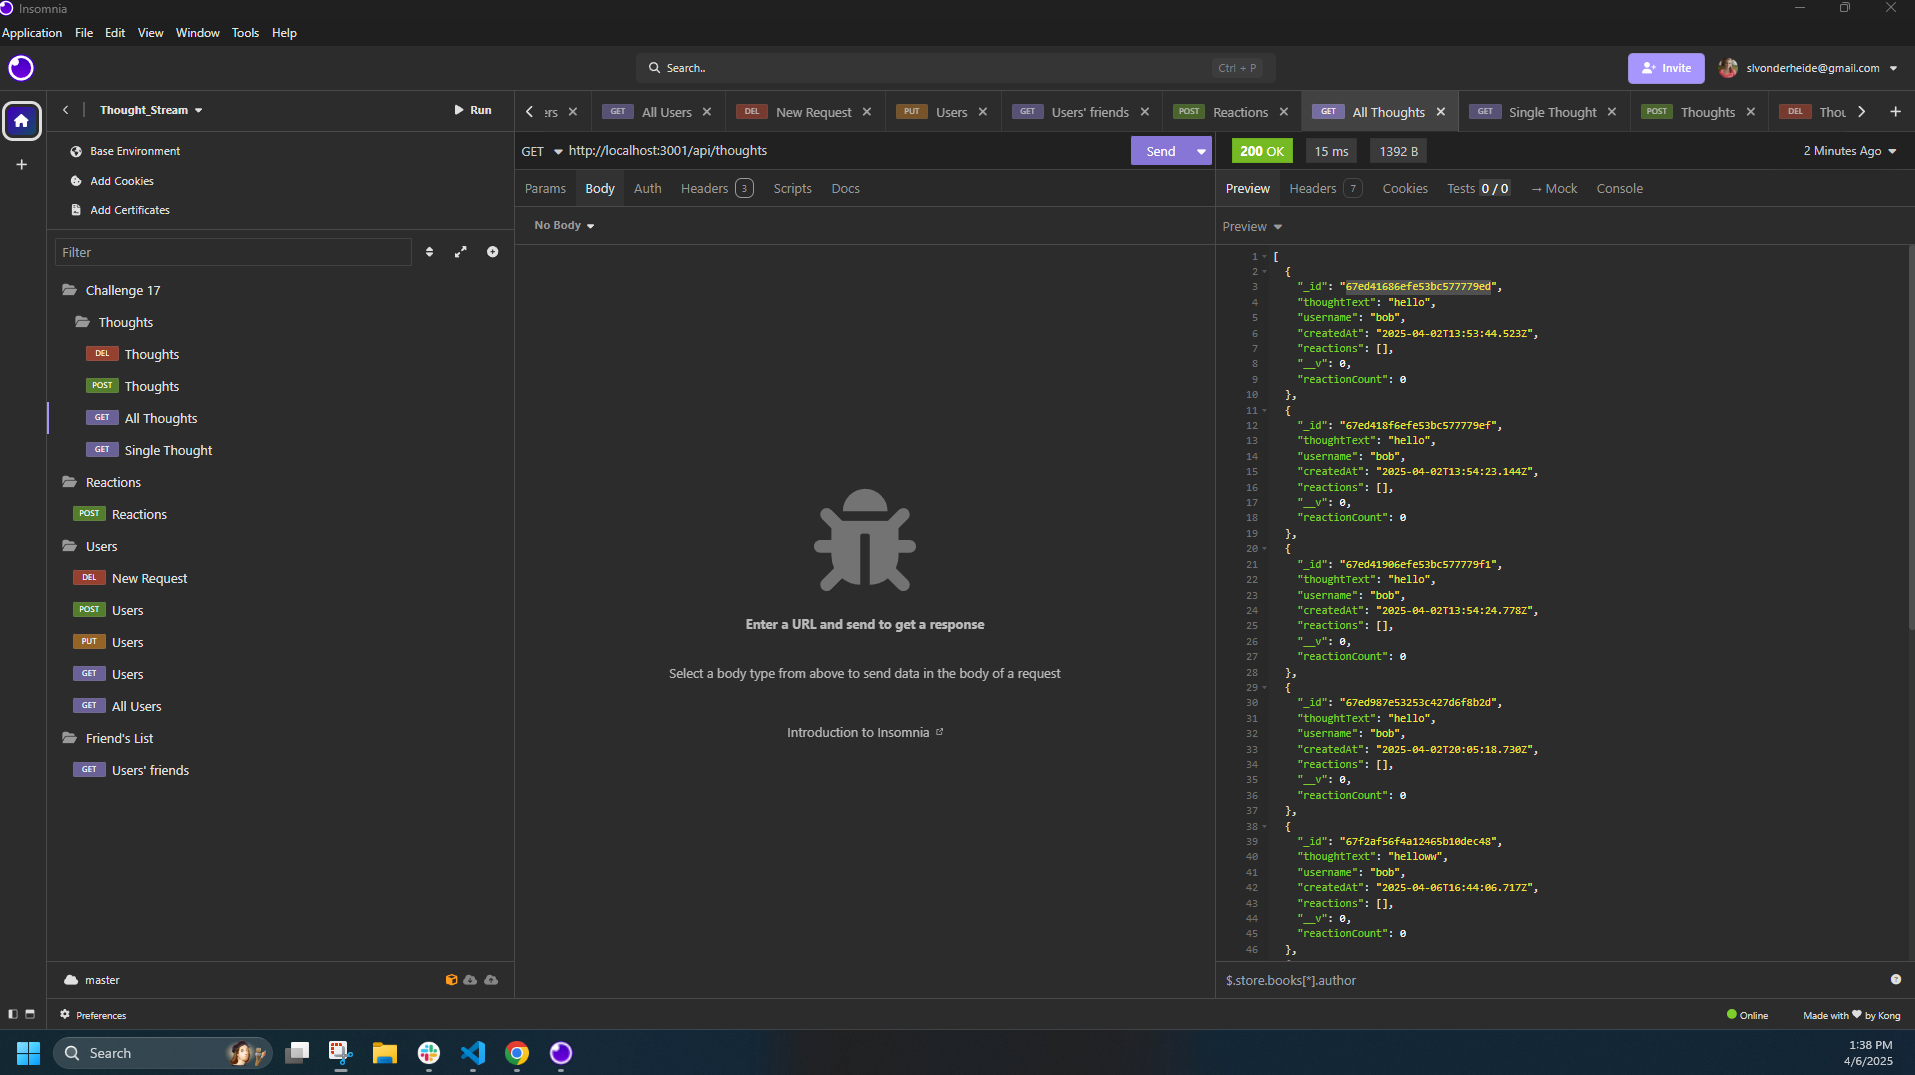 Insomnia
Application File Edit View Window Tools Help
Search.. Ctrl + P
Invite slvonderheide@gmail.com
Thought_Stream Run
ers GET All Users DEL New Request PUT Users GET Users' friends POST Reactions GET All Thoughts GET Single Thought POST Thoughts DEL Thou
Base Environment
Add Cookies
Add Certificates
Filter
Challenge 17
Thoughts
DEL Thoughts
POST Thoughts
GET All Thoughts
GET Single Thought
Reactions
POST Reactions
Users
DEL New Request
POST Users
PUT Users
GET Users
GET All Users
Friend's List
GET Users' friends
master
GET http://localhost:3001/api/thoughts Send
Params Body Auth Headers 3 Scripts Docs
No Body
Enter a URL and send to get a response
Select a body type from above to send data in the body of a request
Introduction to Insomnia
200 OK 15 ms 1392 B 2 Minutes Ago
Preview Headers 7 Cookies Tests 0 / 0 → Mock Console
Preview
1 [
2 {
3 "_id": "67ed41686efe53bc577779ed",
4 "thoughtText": "hello",
5 "username": "bob",
6 "createdAt": "2025-04-02T13:53:44.523Z",
7 "reactions": [],
8 "__v": 0,
9 "reactionCount": 0
10 },
11 {
12 "_id": "67ed418f6efe53bc577779ef",
13 "thoughtText": "hello",
14 "username": "bob",
15 "createdAt": "2025-04-02T13:54:23.144Z",
16 "reactions": [],
17 "__v": 0,
18 "reactionCount": 0
19 },
20 {
21 "_id": "67ed41906efe53bc577779f1",
22 "thoughtText": "hello",
23 "username": "bob",
24 "createdAt": "2025-04-02T13:54:24.778Z",
25 "reactions": [],
26 "__v": 0,
27 "reactionCount": 0
28 },
29 {
30 "_id": "67ed987e53253c427d6f8b2d",
31 "thoughtText": "hello",
32 "username": "bob",
33 "createdAt": "2025-04-02T20:05:18.730Z",
34 "reactions": [],
35 "__v": 0,
36 "reactionCount": 0
37 },
38 {
39 "_id": "67f2af56f4a12465b10dec48",
40 "thoughtText": "helloww",
41 "username": "bob",
42 "createdAt": "2025-04-06T16:44:06.717Z",
43 "reactions": [],
44 "__v": 0,
45 "reactionCount": 0
46 },
$.store.books[*].author
Preferences Online Made with by Kong
Search
1:38 PM
4/6/2025